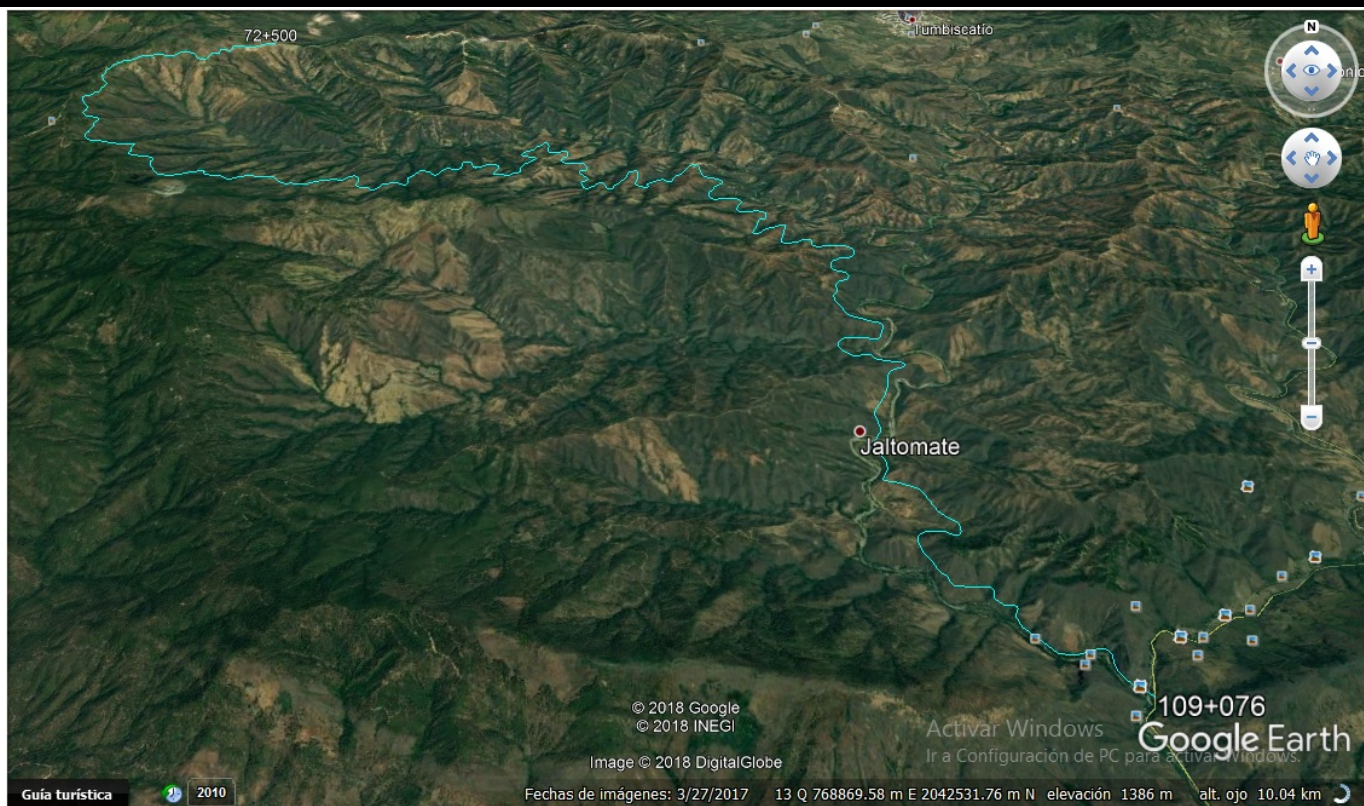 72+500
Tumbiscatío
N
Jaltomate
109+076
© 2018 Google
© 2018 INEGI
Image © 2018 DigitalGlobe
Google Earth
Activar Windows
Ir a Configuración de PC para activar Windows.
Guía turística
2010
Fechas de imágenes: 3/27/2017 13 Q 768869.58 m E 2042531.76 m N elevación 1386 m alt. ojo 10.04 km